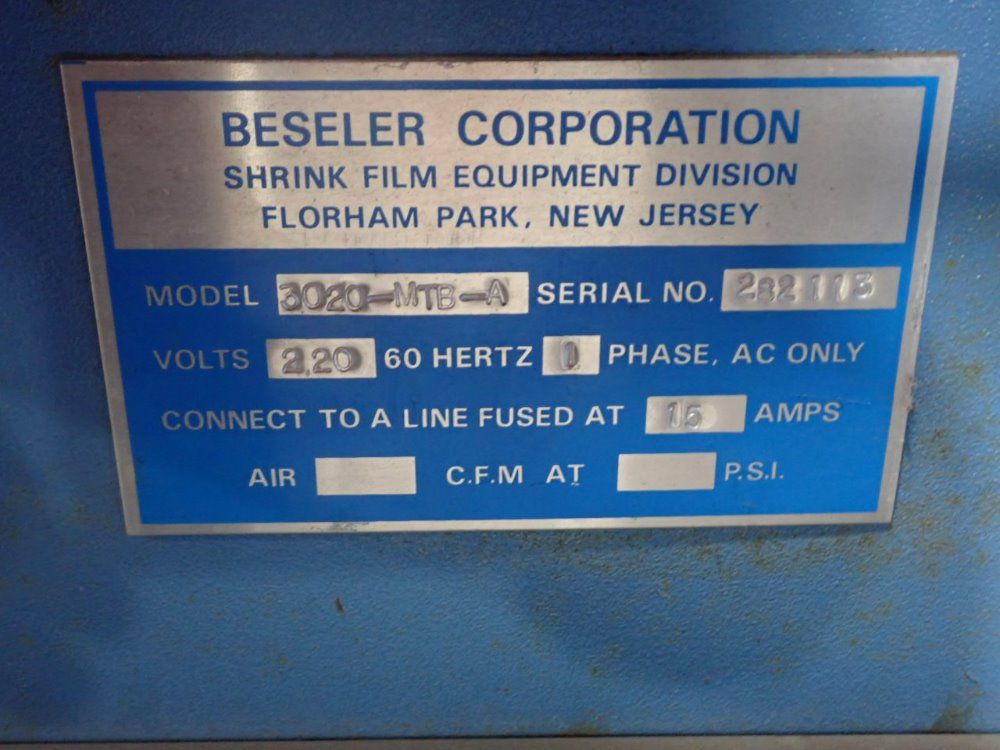 BESELER CORPORATION
SHRINK FILM EQUIPMENT DIVISION
FLORHAM PARK, NEW JERSEY
MODEL 3020-MTB-A SERIAL NO. 282113
VOLTS 220 60 HERTZ 1 PHASE, AC ONLY
CONNECT TO A LINE FUSED AT 15 AMPS
AIR C.F.M AT P.S.I.